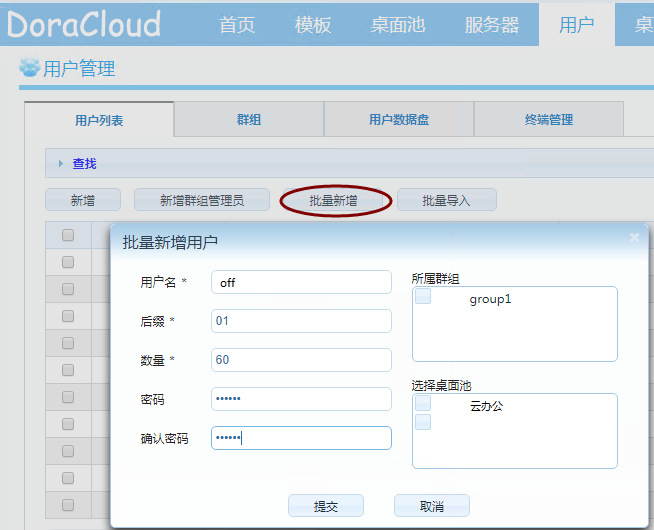 DoraCloud 首页 模板 桌面池 服务器 用户 桌
用户管理
用户列表 群组 用户数据盘 终端管理
查找
新增 新增群组管理员 批量新增 批量导入
批量新增用户
用户名 * off
后缀 * 01
数量 * 60
密码 ••••••
确认密码 ••••••
所属群组
group1
选择桌面池
云办公
提交 取消